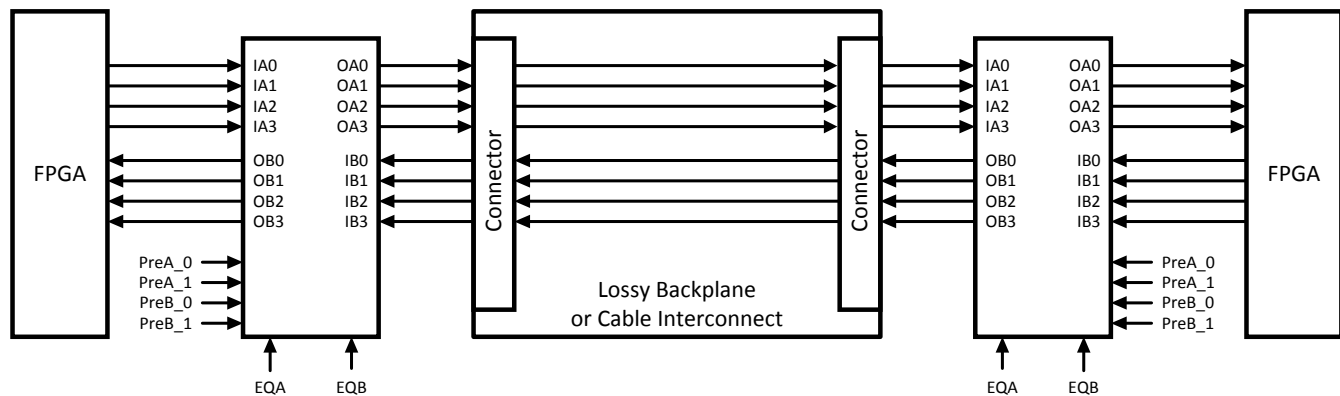 FPGA
IA0
IA1
IA2
IA3
OB0
OB1
OB2
OB3
OA0
OA1
OA2
OA3
IB0
IB1
IB2
IB3
PreA_0
PreA_1
PreB_0
PreB_1
EQA
EQB
Connector
Lossy Backplane
or Cable Interconnect
Connector
IA0
IA1
IA2
IA3
OB0
OB1
OB2
OB3
OA0
OA1
OA2
OA3
IB0
IB1
IB2
IB3
PreA_0
PreA_1
PreB_0
PreB_1
EQA
EQB
FPGA